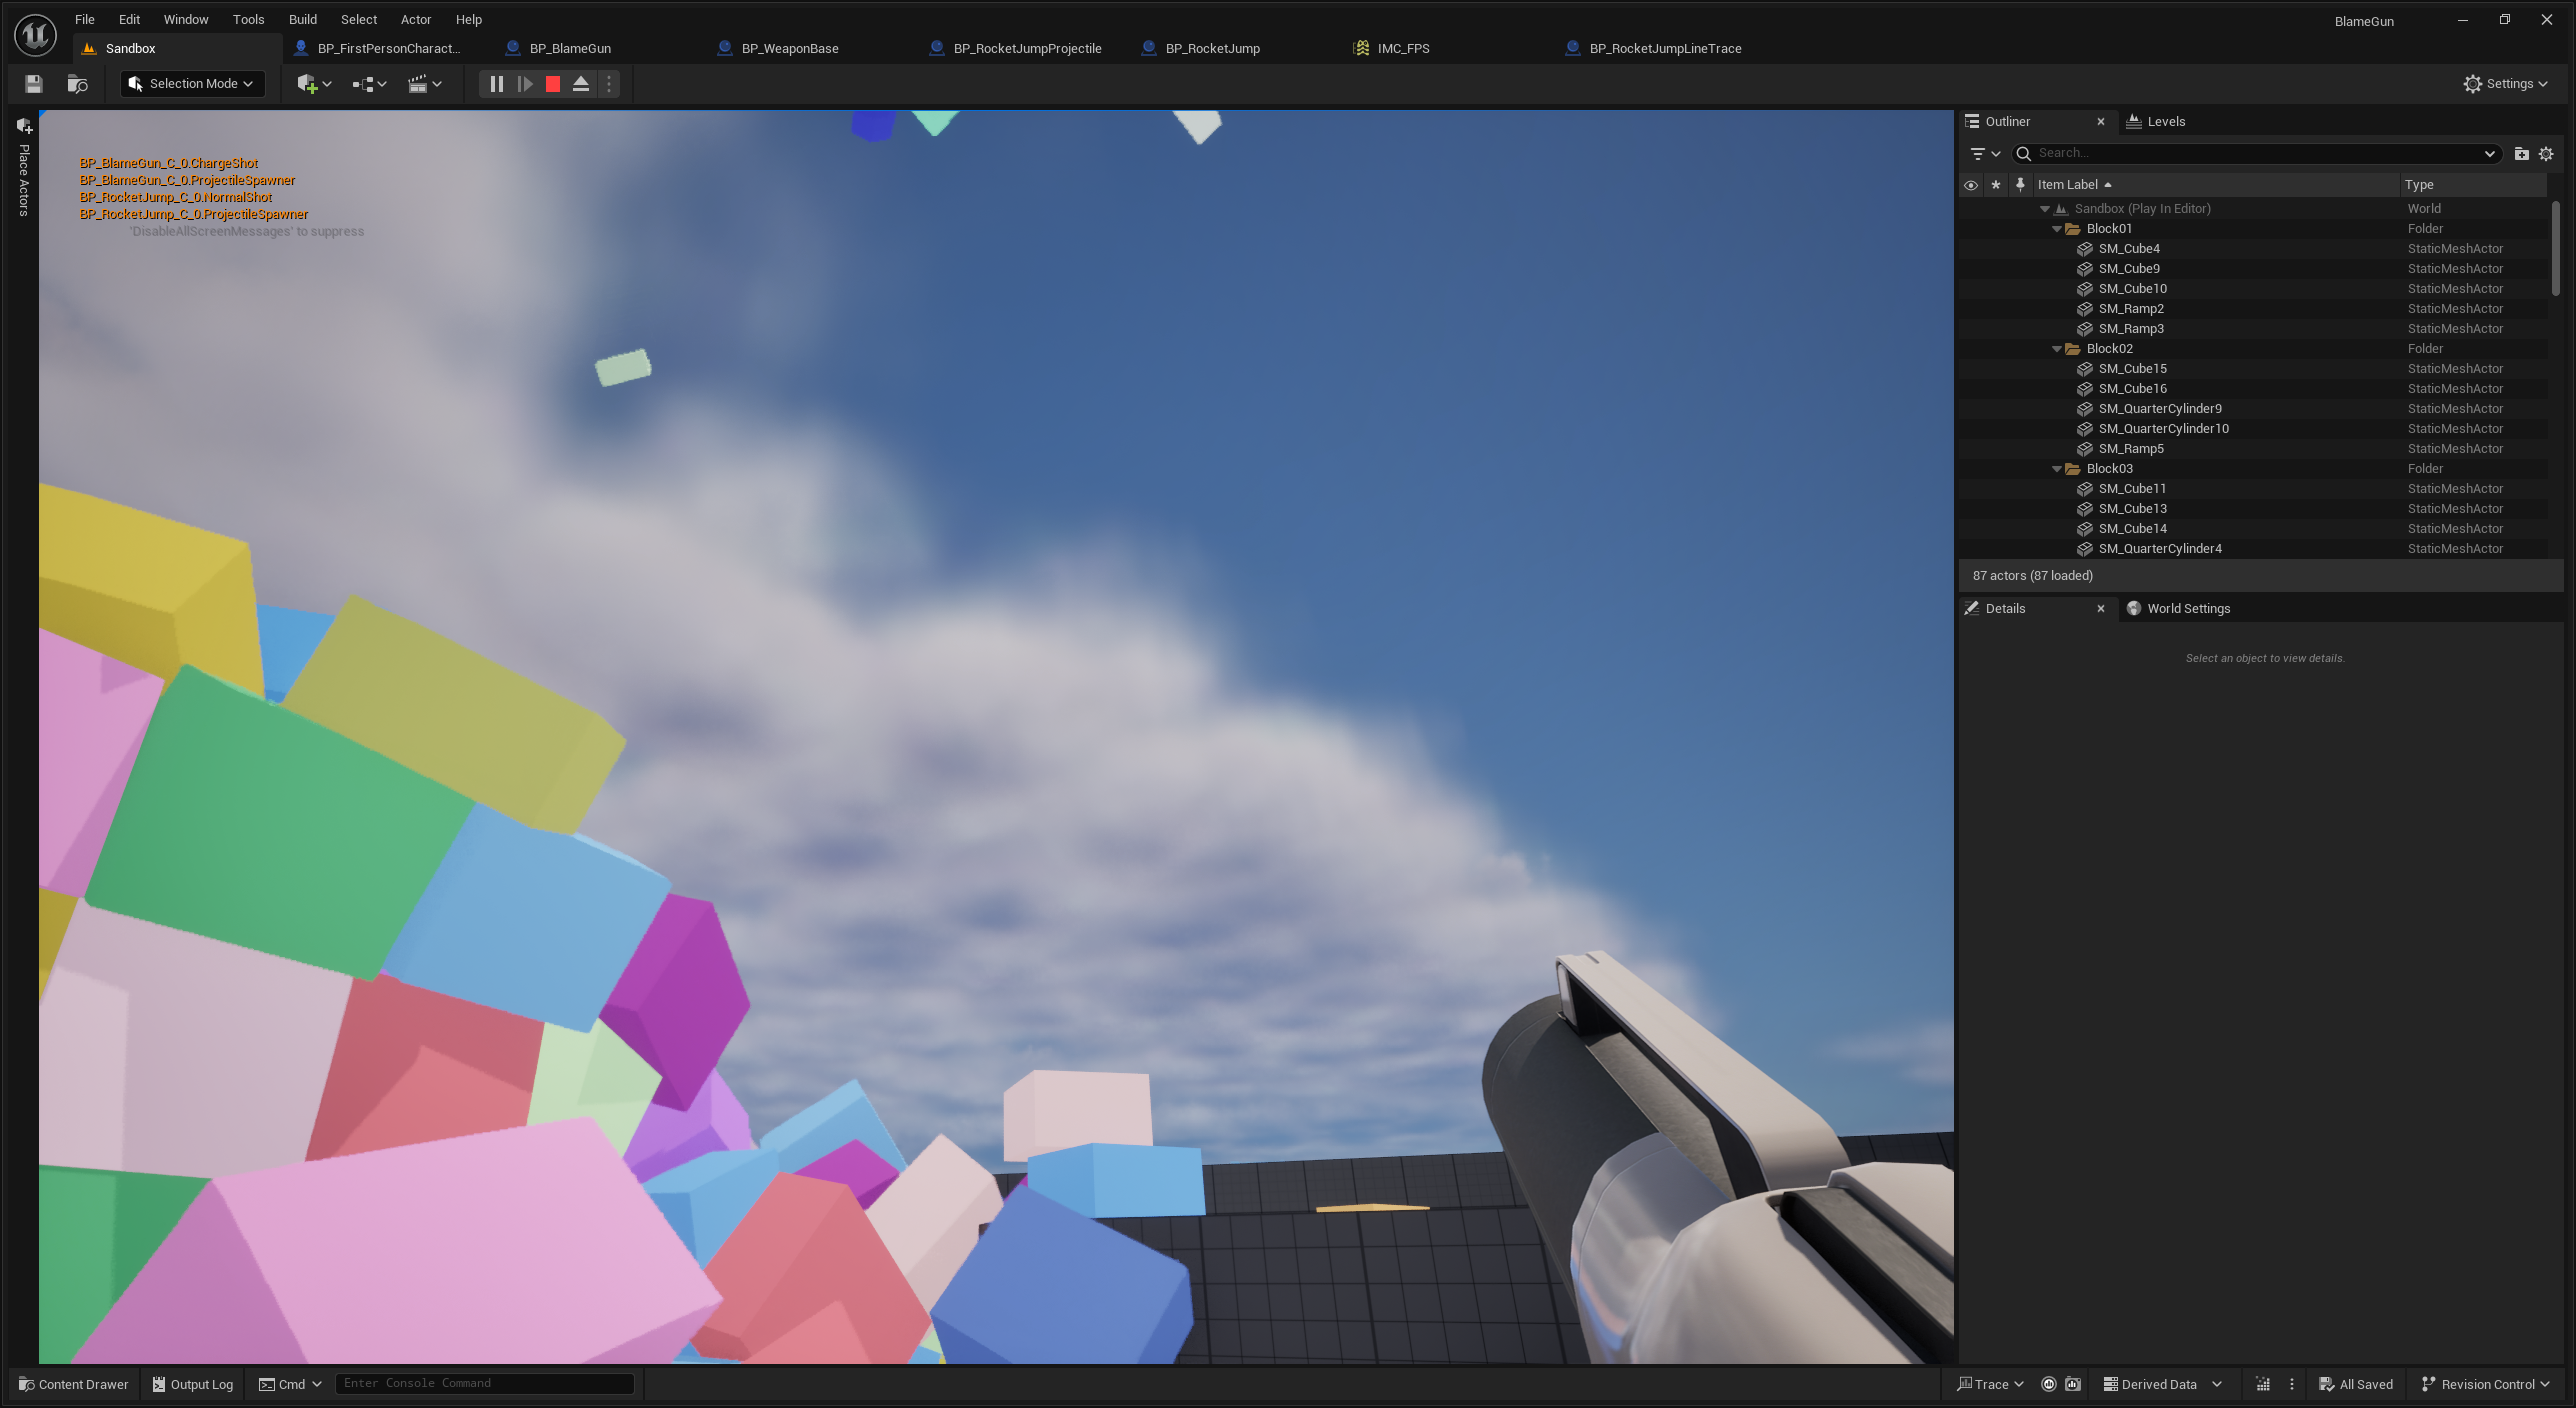 File Edit Window Tools Build Select Actor Help
BlameGun
Sandbox BP_FirstPersonCharact... BP_BlameGun BP_WeaponBase BP_RocketJumpProjectile BP_RocketJump IMC_FPS BP_RocketJumpLineTrace
Selection Mode Settings
Place Actors
BP_BlameGun_C_0.ChargeShot
BP_BlameGun_C_0.ProjectileSpawner
BP_RocketJump_C_0.NormalShot
BP_RocketJump_C_0.ProjectileSpawner
'DisableAllScreenMessages' to suppress
Outliner Levels
Search...
Item Label Type
Sandbox (Play In Editor) World
Block01 Folder
SM_Cube4 StaticMeshActor
SM_Cube9 StaticMeshActor
SM_Cube10 StaticMeshActor
SM_Ramp2 StaticMeshActor
SM_Ramp3 StaticMeshActor
Block02 Folder
SM_Cube15 StaticMeshActor
SM_Cube16 StaticMeshActor
SM_QuarterCylinder9 StaticMeshActor
SM_QuarterCylinder10 StaticMeshActor
SM_Ramp5 StaticMeshActor
Block03 Folder
SM_Cube11 StaticMeshActor
SM_Cube13 StaticMeshActor
SM_Cube14 StaticMeshActor
SM_QuarterCylinder4 StaticMeshActor
87 actors (87 loaded)
Details World Settings
Select an object to view details.
Content Drawer Output Log Cmd Enter Console Command Trace Derived Data All Saved Revision Control